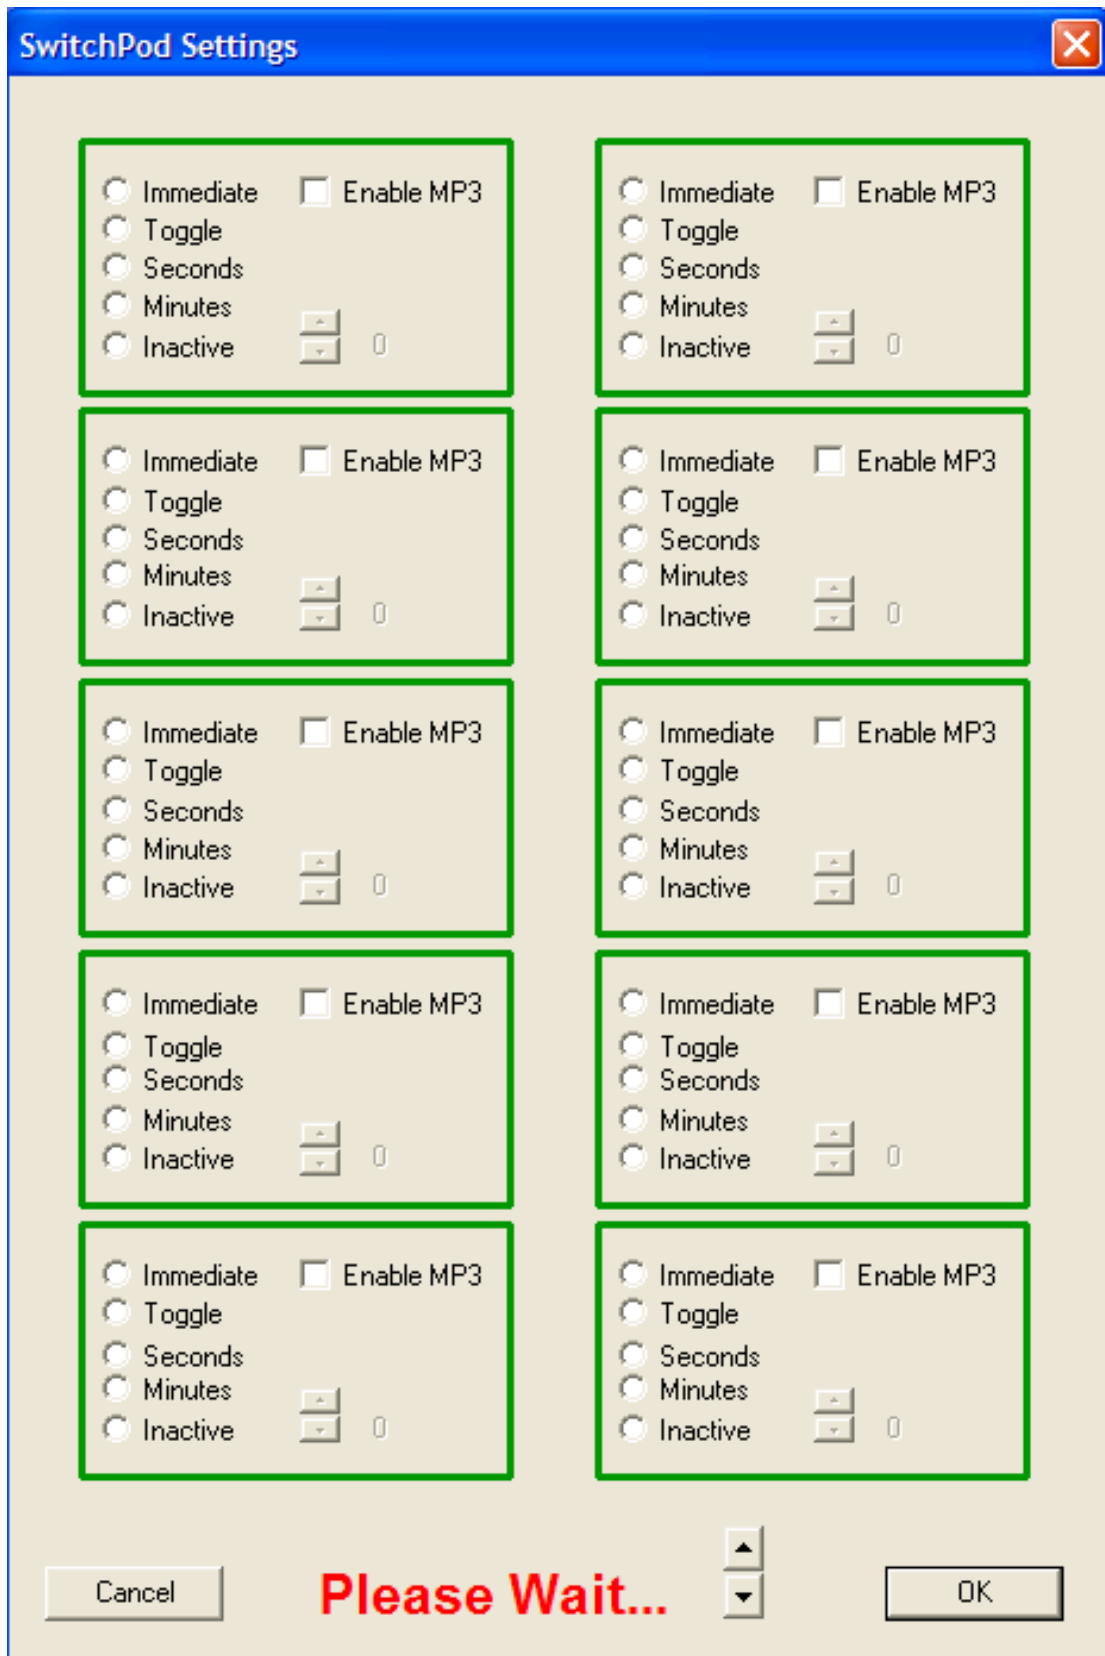 SwitchPod Settings
Immediate Enable MP3
Toggle
Seconds
Minutes
Inactive 0
Immediate Enable MP3
Toggle
Seconds
Minutes
Inactive 0
Immediate Enable MP3
Toggle
Seconds
Minutes
Inactive 0
Immediate Enable MP3
Toggle
Seconds
Minutes
Inactive 0
Immediate Enable MP3
Toggle
Seconds
Minutes
Inactive 0
Immediate Enable MP3
Toggle
Seconds
Minutes
Inactive 0
Immediate Enable MP3
Toggle
Seconds
Minutes
Inactive 0
Immediate Enable MP3
Toggle
Seconds
Minutes
Inactive 0
Immediate Enable MP3
Toggle
Seconds
Minutes
Inactive 0
Immediate Enable MP3
Toggle
Seconds
Minutes
Inactive 0
Cancel Please Wait... OK